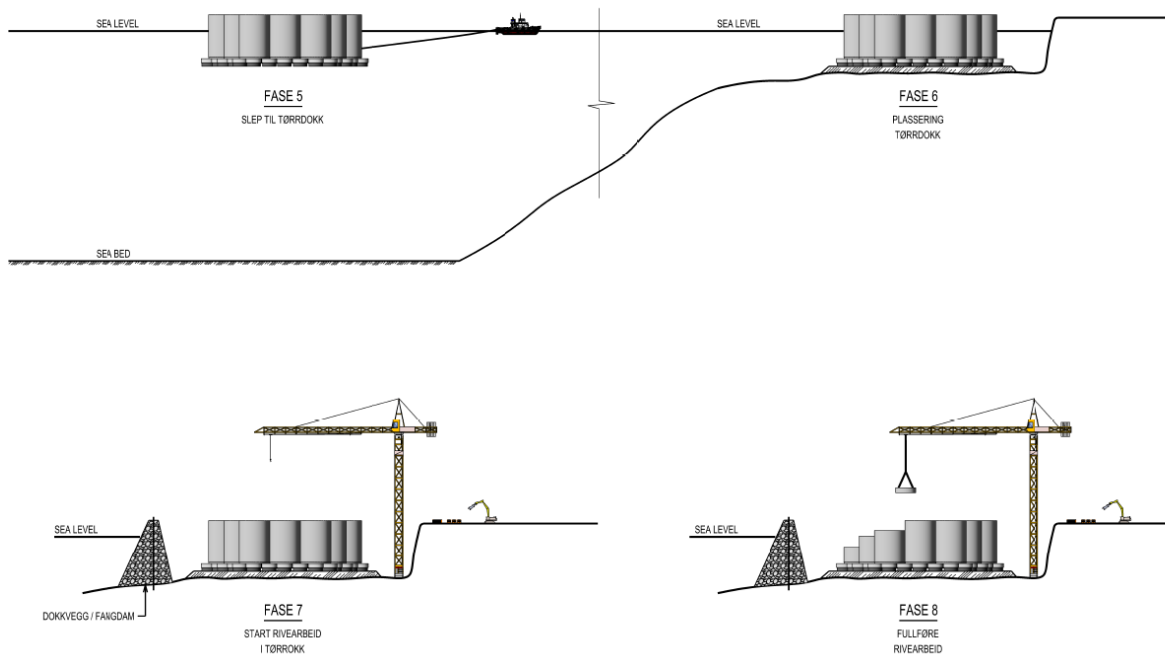 SEA LEVEL
SEA LEVEL
FASE 5
SLEP TIL TØRRDOKK
FASE 6
PLASSERING
TØRRDOKK
SEA BED
SEA LEVEL
DOKKVEGG / FANGDAM
FASE 7
START RIVEARBEID
I TØRROKK
SEA LEVEL
FASE 8
FULLFÖRE
RIVEARBEID